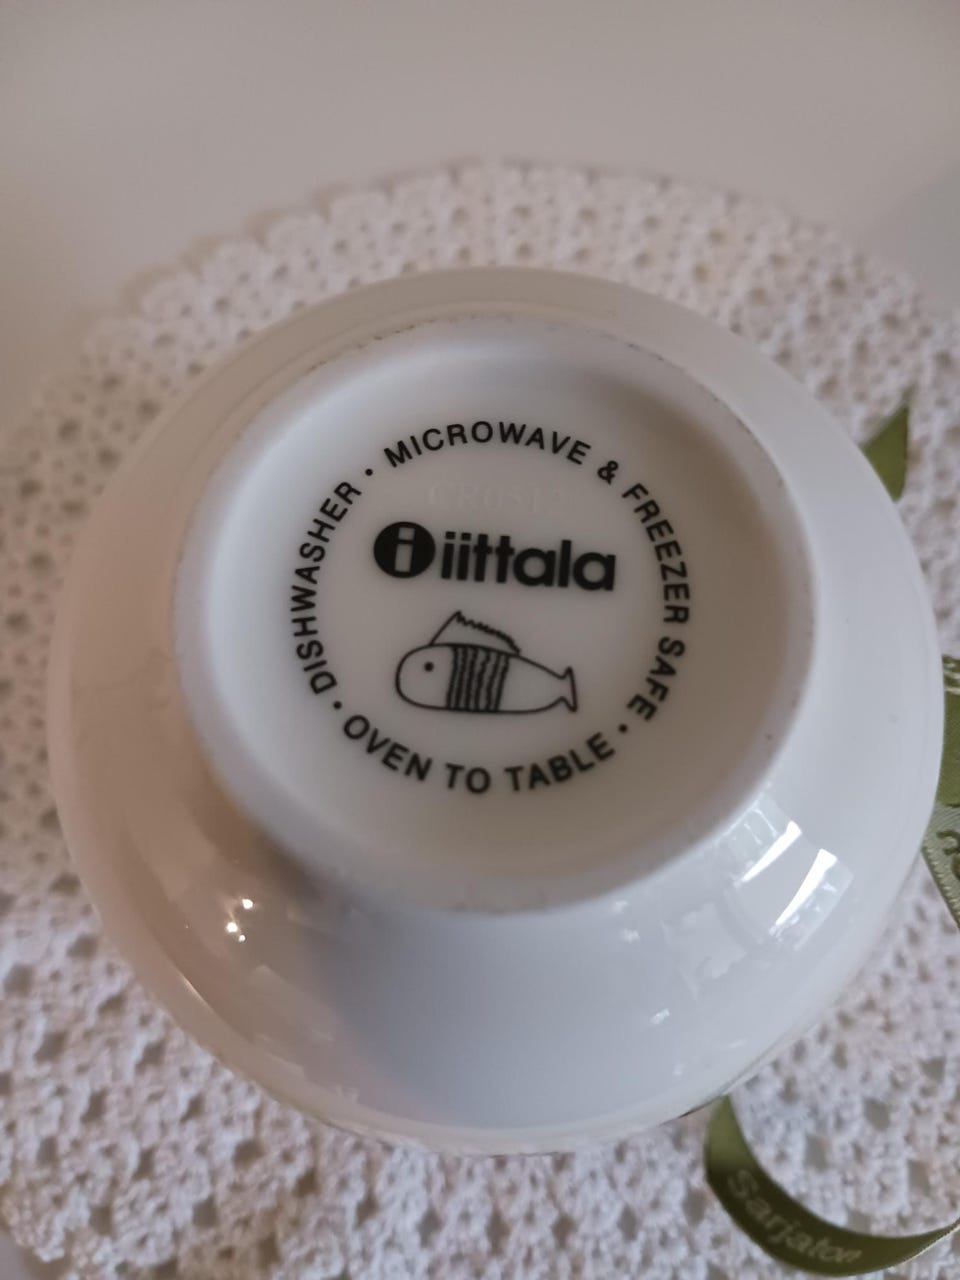 • MICROWAVE & FREEZER SAFE • OVEN TO TABLE • DISHWASHER
i iittala
Sarjaton